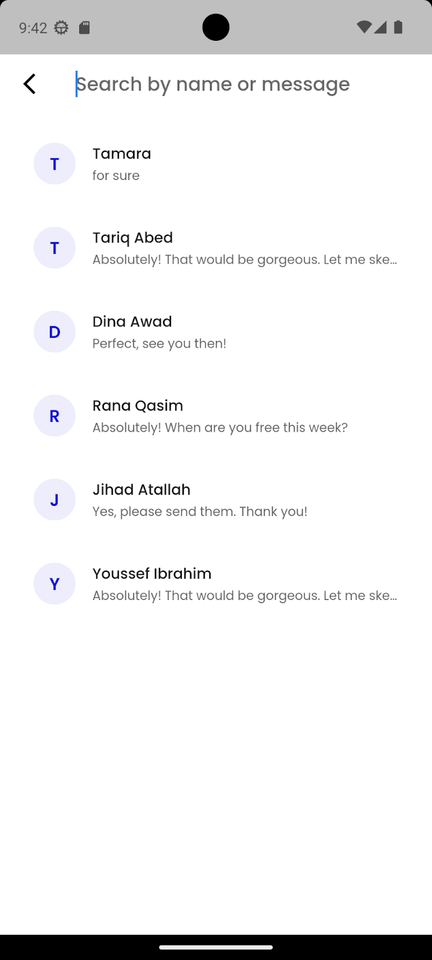 9:42
Search by name or message
T
Tamara
for sure
T
Tariq Abed
Absolutely! That would be gorgeous. Let me ske…
D
Dina Awad
Perfect, see you then!
R
Rana Qasim
Absolutely! When are you free this week?
J
Jihad Atallah
Yes, please send them. Thank you!
Y
Youssef Ibrahim
Absolutely! That would be gorgeous. Let me ske…